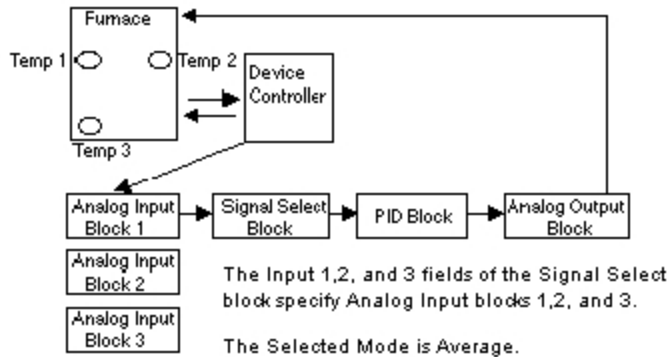 Furnace
Temp 1
Temp 2
Device
Controller
Temp 3
Analog Input
Block 1
Signal Select
Block
PID Block
Analog Output
Block
Analog Input
Block 2
Analog Input
Block 3
The Input 1,2, and 3 fields of the Signal Select
block specify Analog Input blocks 1,2, and 3.
The Selected Mode is Average.